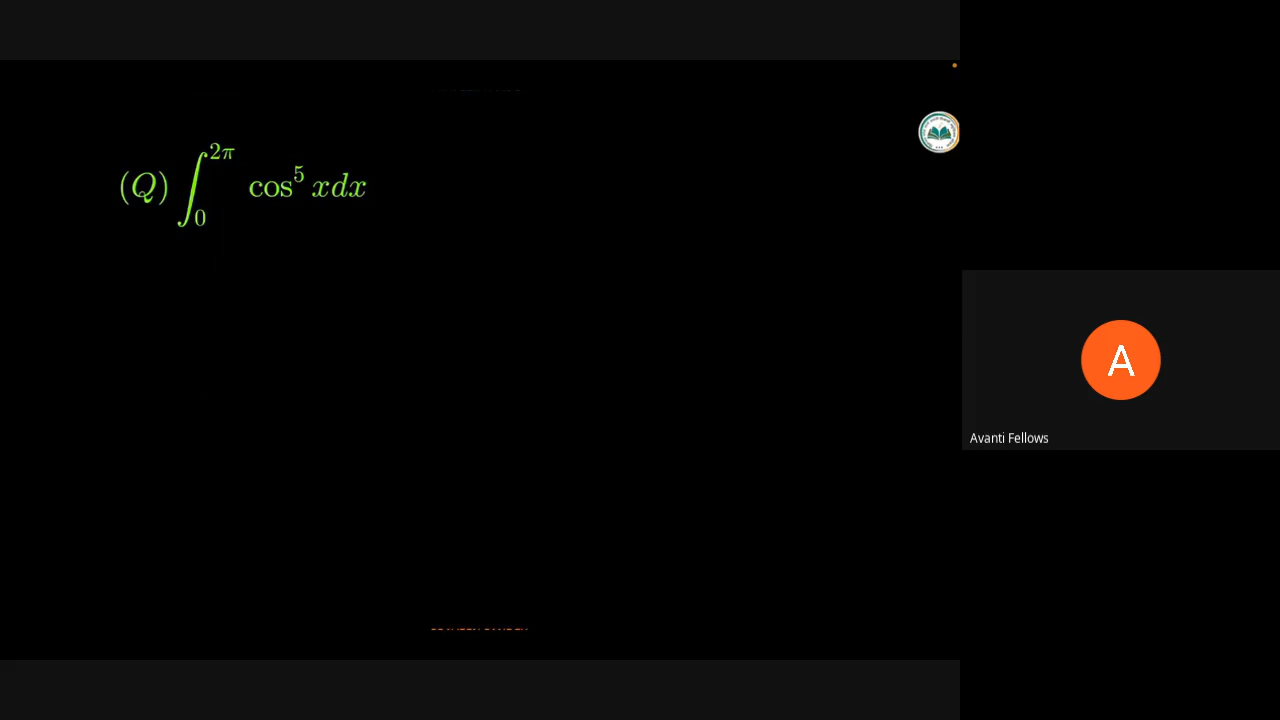 (Q) ∫₀^{2π} cos⁵ x dx
A
Avanti Fellows